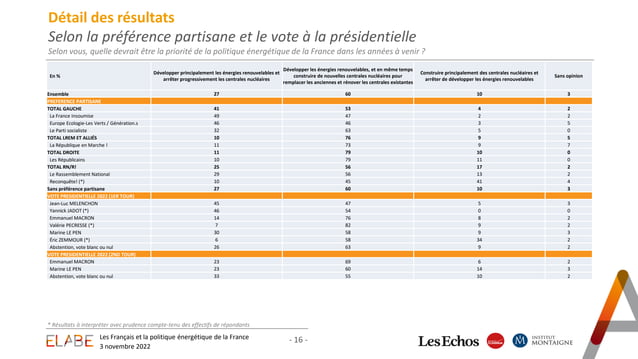 Détail des résultats
Selon la préférence partisane et le vote à la présidentielle
Selon vous, quelle devrait être la priorité de la politique énergétique de la France dans les années à venir ?
En %
Développer principalement les énergies renouvelables et
arrêter progressivement les centrales nucléaires
Développer les énergies renouvelables, et en même temps
construire de nouvelles centrales nucléaires pour
remplacer les anciennes et rénover les centrales existantes
Construire principalement des centrales nucléaires et
arrêter de développer les énergies renouvelables
Sans opinion
Ensemble 27 60 10 3
PREFERENCE PARTISANE
TOTAL GAUCHE 41 53 4 2
La France Insoumise 49 47 2 2
Europe Ecologie-Les Verts / Génération.s 46 46 3 5
Le Parti socialiste 32 63 5 0
TOTAL LREM ET ALLIÉS 10 76 9 5
La République en Marche ! 11 73 9 7
TOTAL DROITE 11 79 10 0
Les Républicains 10 79 11 0
TOTAL RN/R! 25 56 17 2
Le Rassemblement National 29 56 13 2
Reconquête! (*) 10 45 41 4
Sans préférence partisane 27 60 10 3
VOTE PRESIDENTIELLE 2022 (1ER TOUR)
Jean-Luc MELENCHON 45 47 5 3
Yannick JADOT (*) 46 54 0 0
Emmanuel MACRON 14 76 8 2
Valérie PECRESSE (*) 7 82 9 2
Marine LE PEN 30 58 9 3
Éric ZEMMOUR (*) 6 58 34 2
Abstention, vote blanc ou nul 26 63 9 2
VOTE PRESIDENTIELLE 2022 (2ND TOUR)
Emmanuel MACRON 23 69 6 2
Marine LE PEN 23 60 14 3
Abstention, vote blanc ou nul 33 55 10 2
* Résultats à interpréter avec prudence compte-tenu des effectifs de répondants
ELABE
Les Français et la politique énergétique de la France
3 novembre 2022
- 16 -
Les Echos
INSTITUT
MONTAIGNE